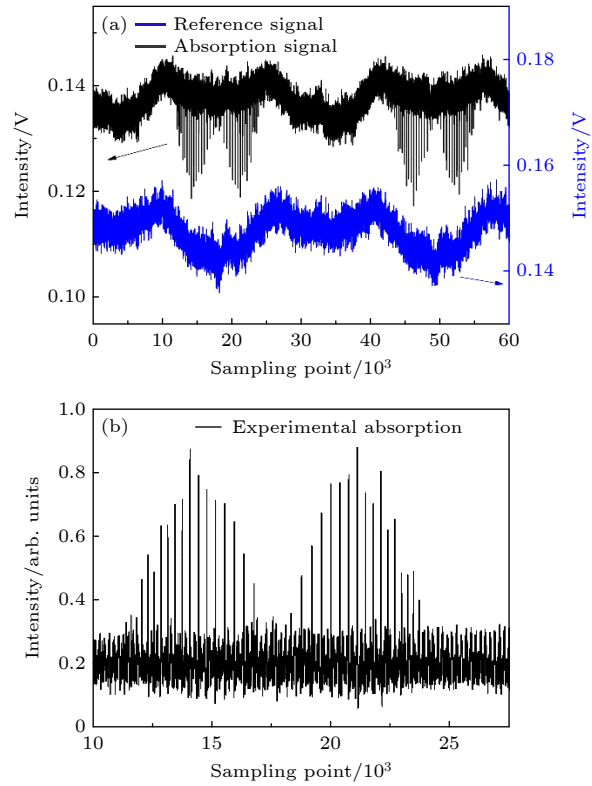 (a)
Reference signal
Absorption signal
0.14
0.12
0.10
Intensity/V
0.18
0.16
0.14
Intensity/V
0 10 20 30 40 50 60
Sampling point/10³
(b)
Experimental absorption
1.0
0.8
0.6
0.4
0.2
0
Intensity/arb. units
10 15 20 25
Sampling point/10³